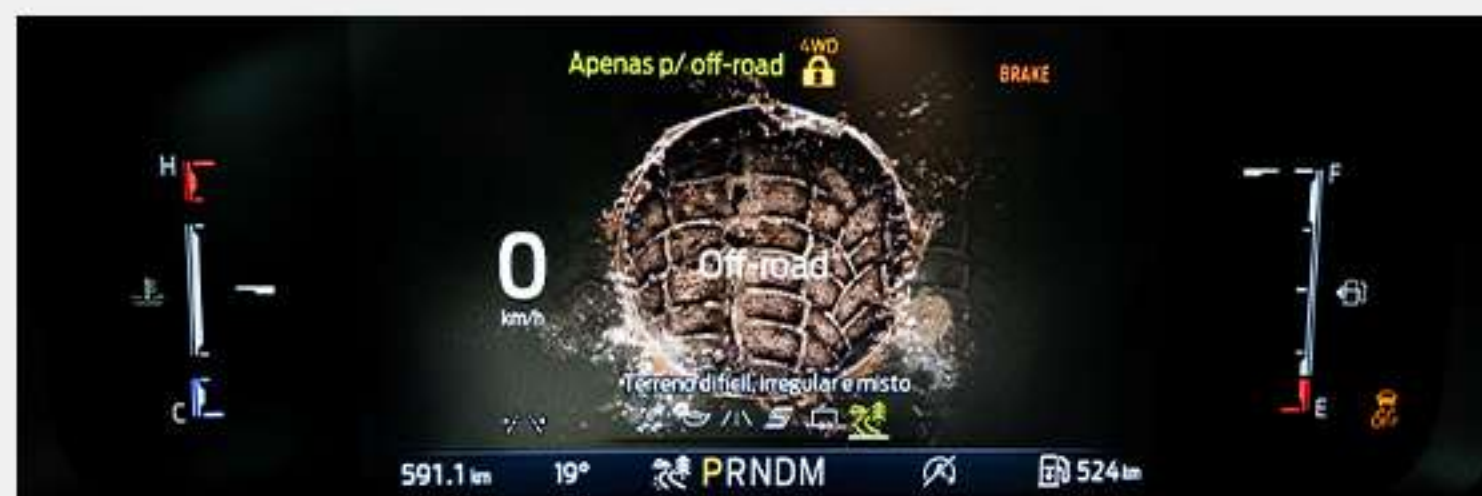 Apenas p/ off-road
4WD
BRAKE
H
F
0
km/h
Off-road
Terreno difícil, irregular e misto
C
E
OFF
591.1 km
19°
PRNDM
A
524 km